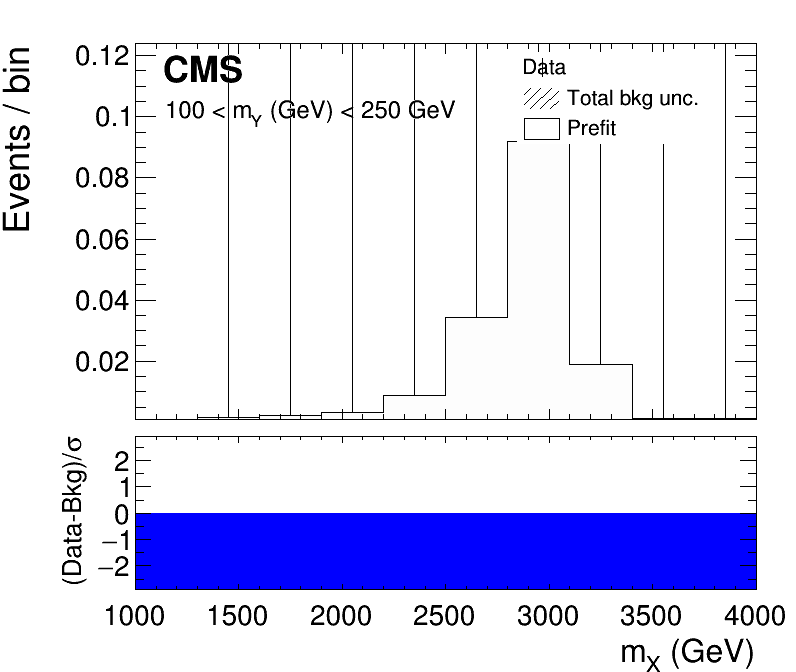 Events / bin
0.12
0.1
0.08
0.06
0.04
0.02
CMS
100 < m_Y (GeV) < 250 GeV
Data
Total bkg unc.
Prefit
(Data-Bkg)/σ
2
1
0
−1
−2
1000 1500 2000 2500 3000 3500 4000
m_X (GeV)